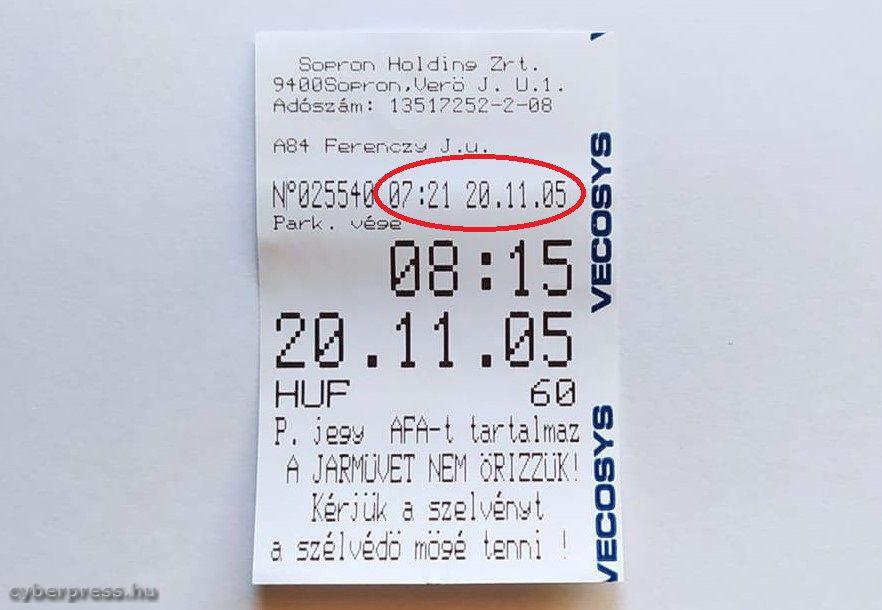 Sopron Holding Zrt.
9400Sopron,Verö J. U.1.
Adószám: 13517252-2-08
A84 Ferenczy J.u.
N°025540 07:21 20.11.05
Park. vége
08:15
20.11.05
HUF 60
P. jegy AFA-t tartalmaz
A JARMÜVET NEM ÖRIZZÜK!
Kérjük a szelvényt
a szélvédö mögé tenni !
VECOSYS
VECOSYS
cyberpress.hu